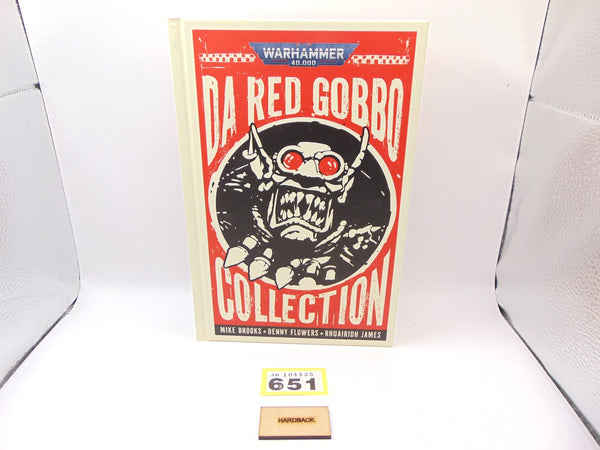 WARHAMMER
40,000
DA RED GOBBO
COLLECTION
MIKE BROOKS • DENNY FLOWERS • RHUAIRIDH JAMES
AB 104535
651
HARDBACK